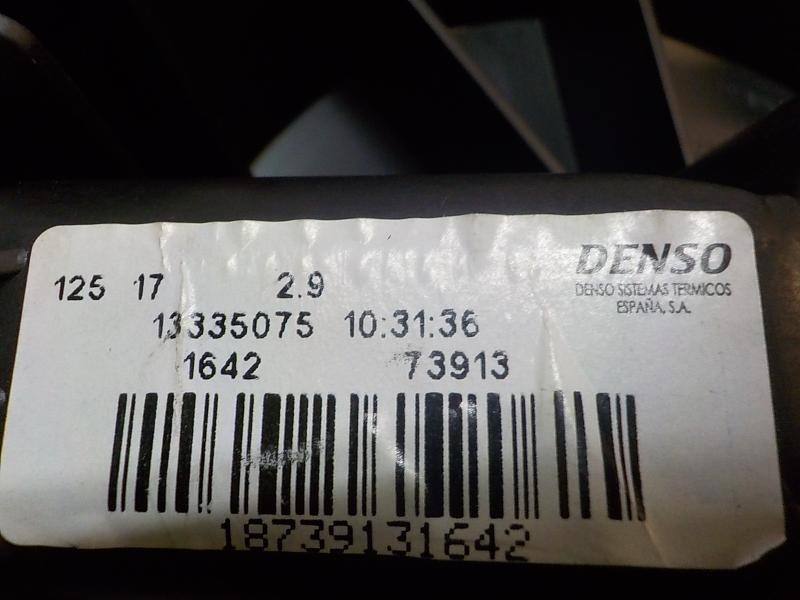 DENSO
DENSO SISTEMAS TERMICOS
ESPAÑA, S.A.
125 17 2.9
13335075 10:31:36
1642 73913
18739131642